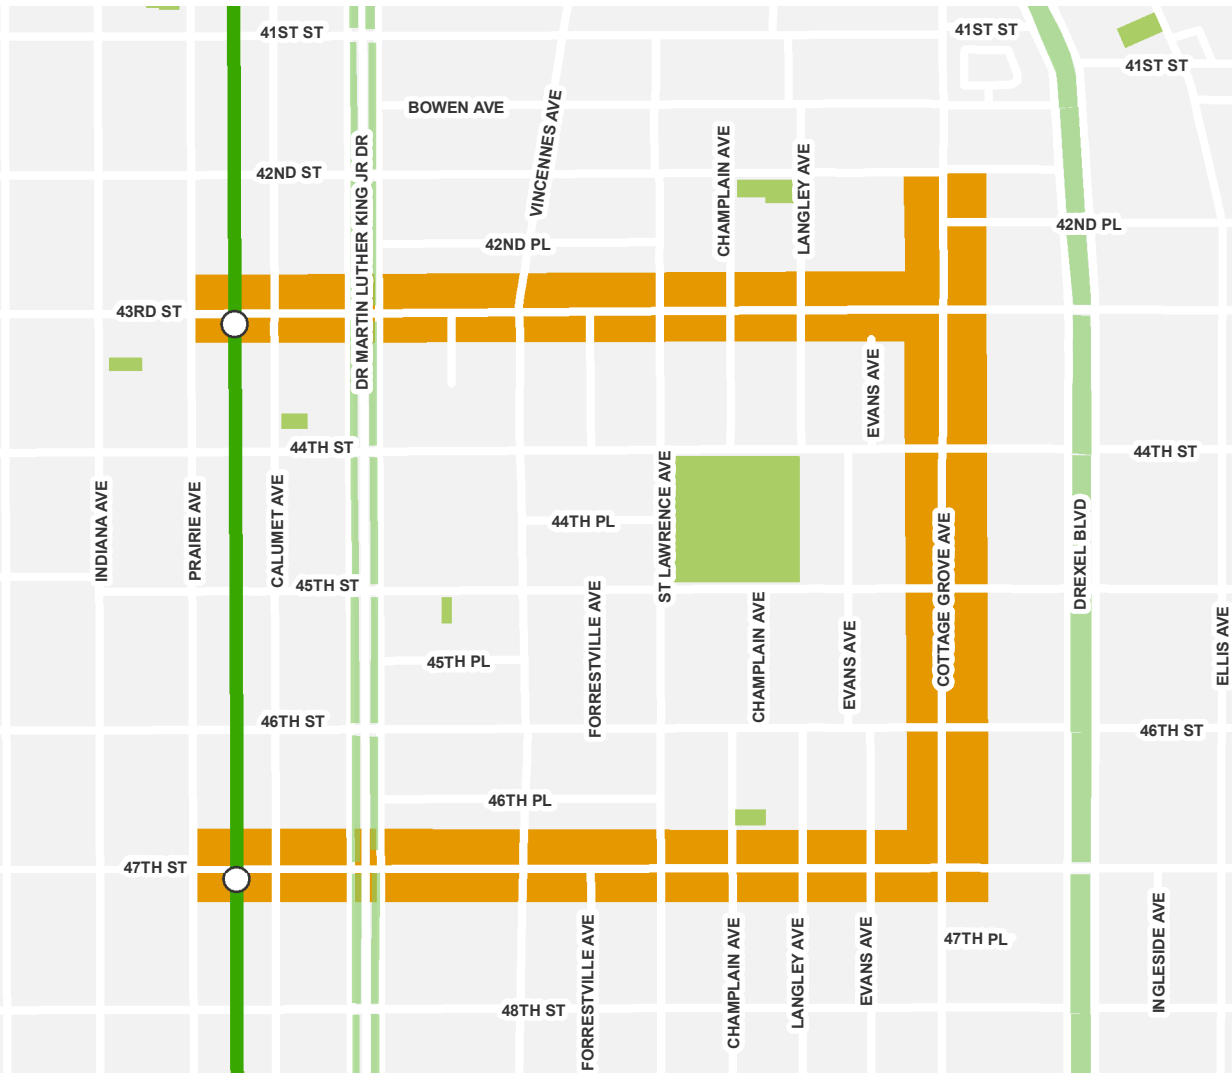 41ST ST
41ST ST
41ST ST
BOWEN AVE
VINCENNES AVE
42ND ST
DR MARTIN LUTHER KING JR DR
CHAMPLAIN AVE
LANGLEY AVE
42ND PL
42ND PL
43RD ST
EVANS AVE
44TH ST
44TH ST
INDIANA AVE
PRAIRIE AVE
CALUMET AVE
44TH PL
ST LAWRENCE AVE
COTTAGE GROVE AVE
DREXEL BLVD
45TH ST
FORRESTVILLE AVE
CHAMPLAIN AVE
EVANS AVE
ELLIS AVE
45TH PL
46TH ST
46TH ST
46TH PL
47TH ST
FORRESTVILLE AVE
CHAMPLAIN AVE
LANGLEY AVE
EVANS AVE
47TH PL
INGLESIDE AVE
48TH ST